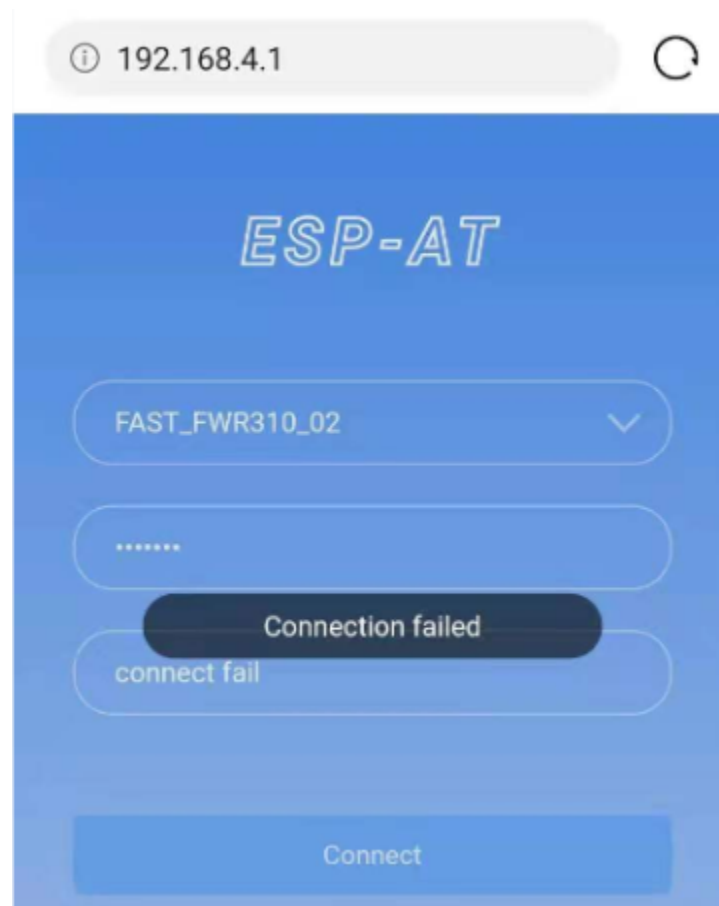 192.168.4.1
ESP-AT
FAST_FWR310_02
•••••••
Connection failed
connect fail
Connect